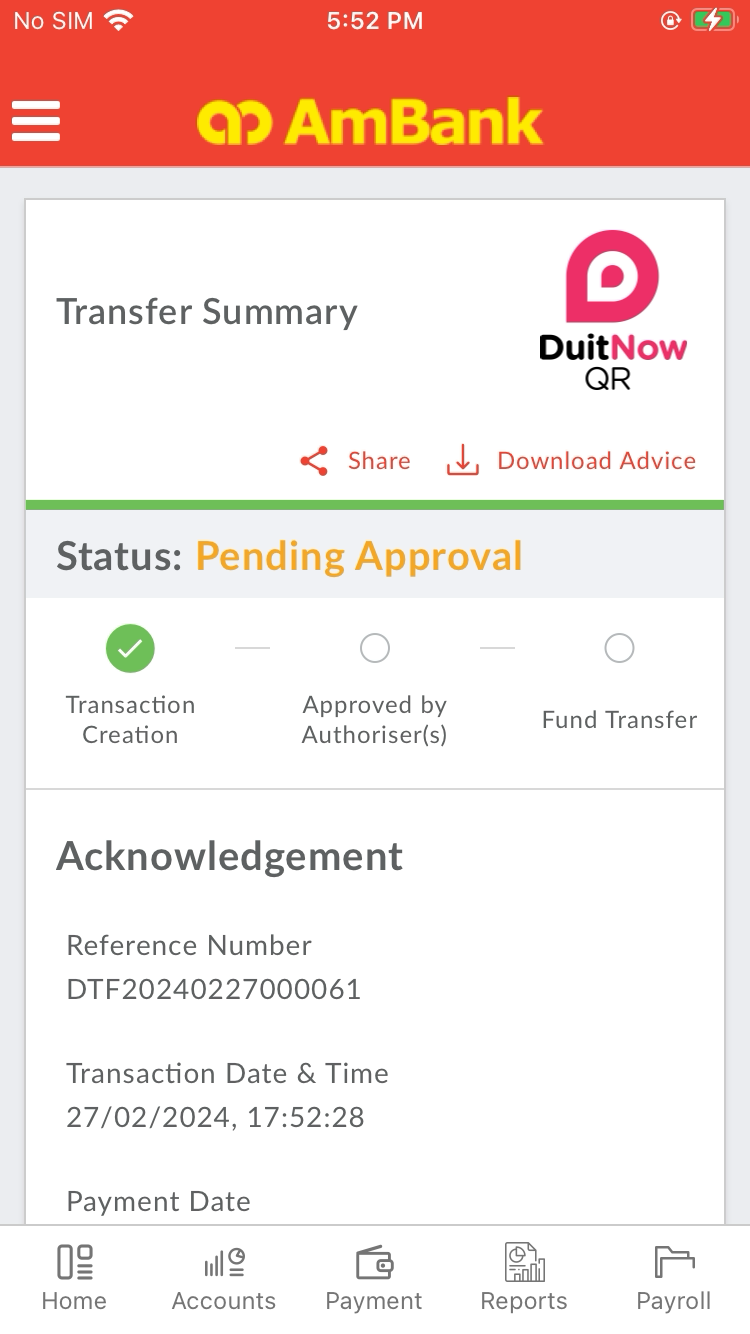 No SIM 5:52 PM
AmBank
Transfer Summary
DuitNow
QR
Share Download Advice
Status: Pending Approval
Transaction
Creation
Approved by
Authoriser(s)
Fund Transfer
Acknowledgement
Reference Number
DTF20240227000061
Transaction Date & Time
27/02/2024, 17:52:28
Payment Date
Home Accounts Payment Reports Payroll